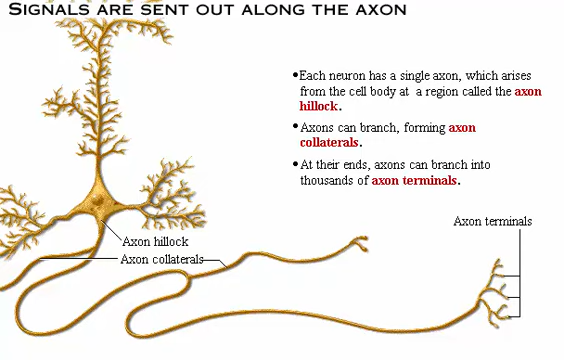 SIGNALS ARE SENT OUT ALONG THE AXON
•Each neuron has a single axon, which arises
from the cell body at a region called the axon
hillock.
•Axons can branch, forming axon
collaterals.
•At their ends, axons can branch into
thousands of axon terminals.
Axon terminals
Axon hillock
Axon collaterals